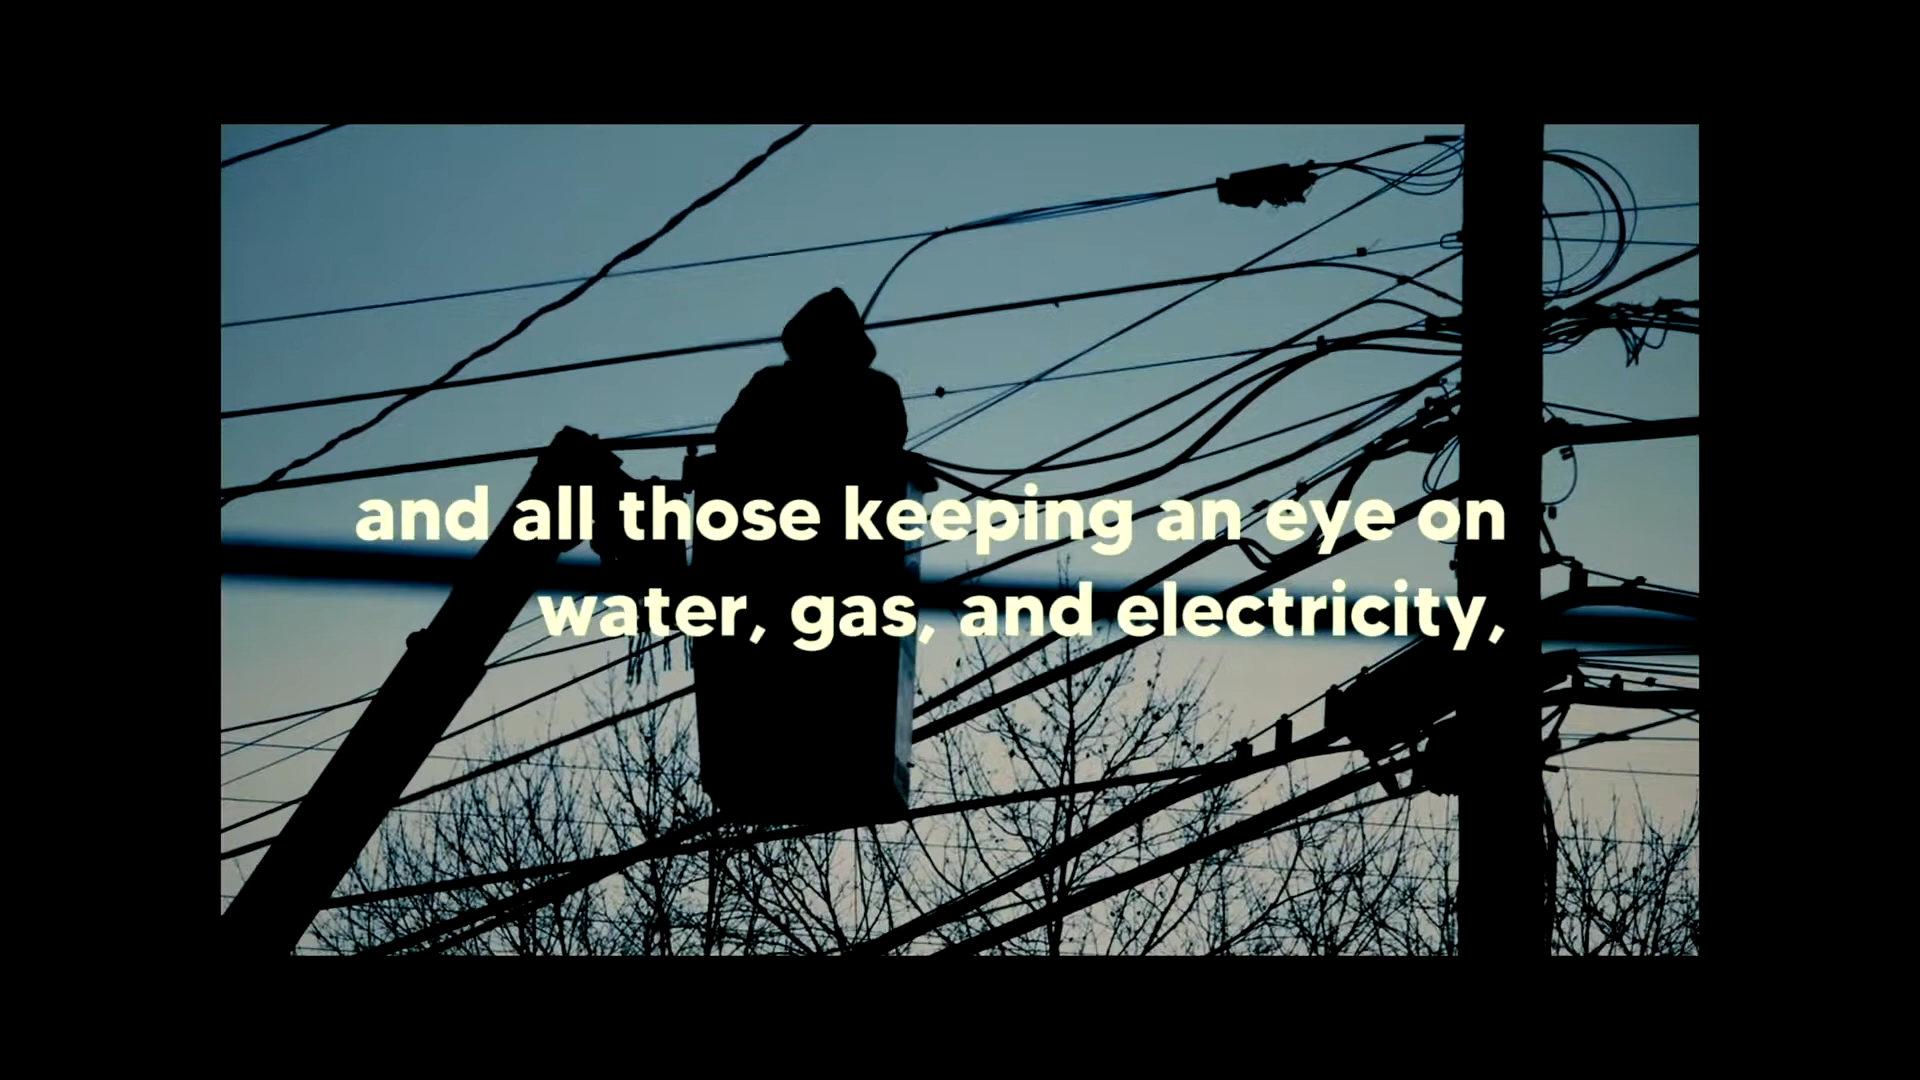 and all those keeping an eye on
water, gas, and electricity,